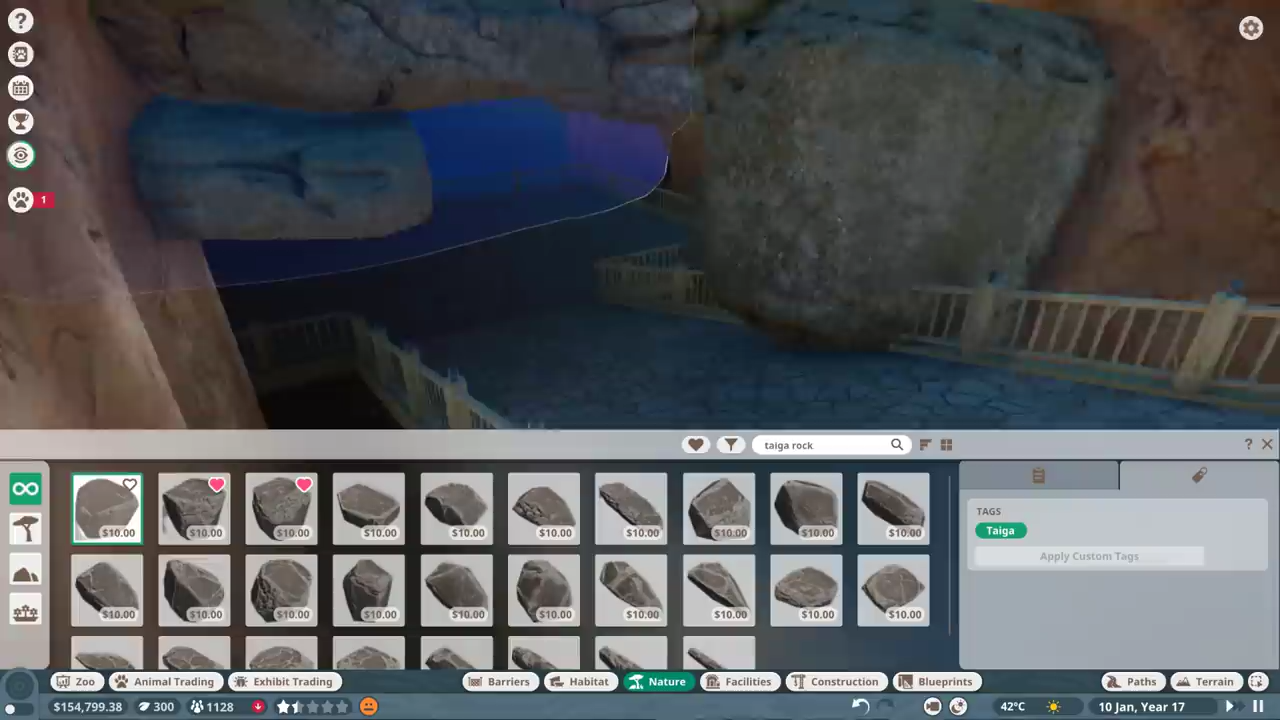 ?
1
taiga rock
?
$10.00 $10.00 $10.00 $10.00 $10.00 $10.00 $10.00 $10.00 $10.00 $10.00
TAGS
Taiga
Apply Custom Tags
$10.00 $10.00 $10.00 $10.00 $10.00 $10.00 $10.00 $10.00 $10.00 $10.00
Zoo Animal Trading Exhibit Trading Barriers Habitat Nature Facilities Construction Blueprints Paths Terrain
$154,799.38 300 1128 42°C 10 Jan, Year 17